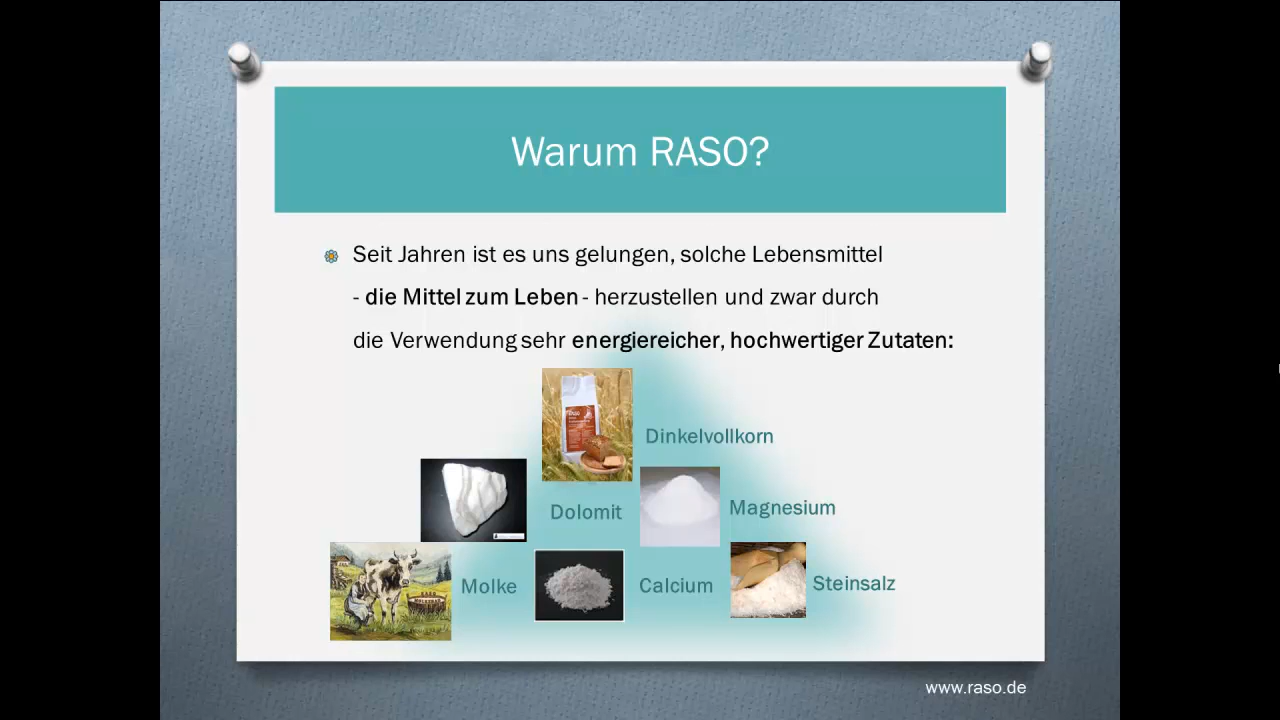 Warum RASO?
Seit Jahren ist es uns gelungen, solche Lebensmittel
- die Mittel zum Leben - herzustellen und zwar durch
die Verwendung sehr energiereicher, hochwertiger Zutaten:
Dinkelvollkorn
Dolomit
Magnesium
Molke
Calcium
Steinsalz
www.raso.de